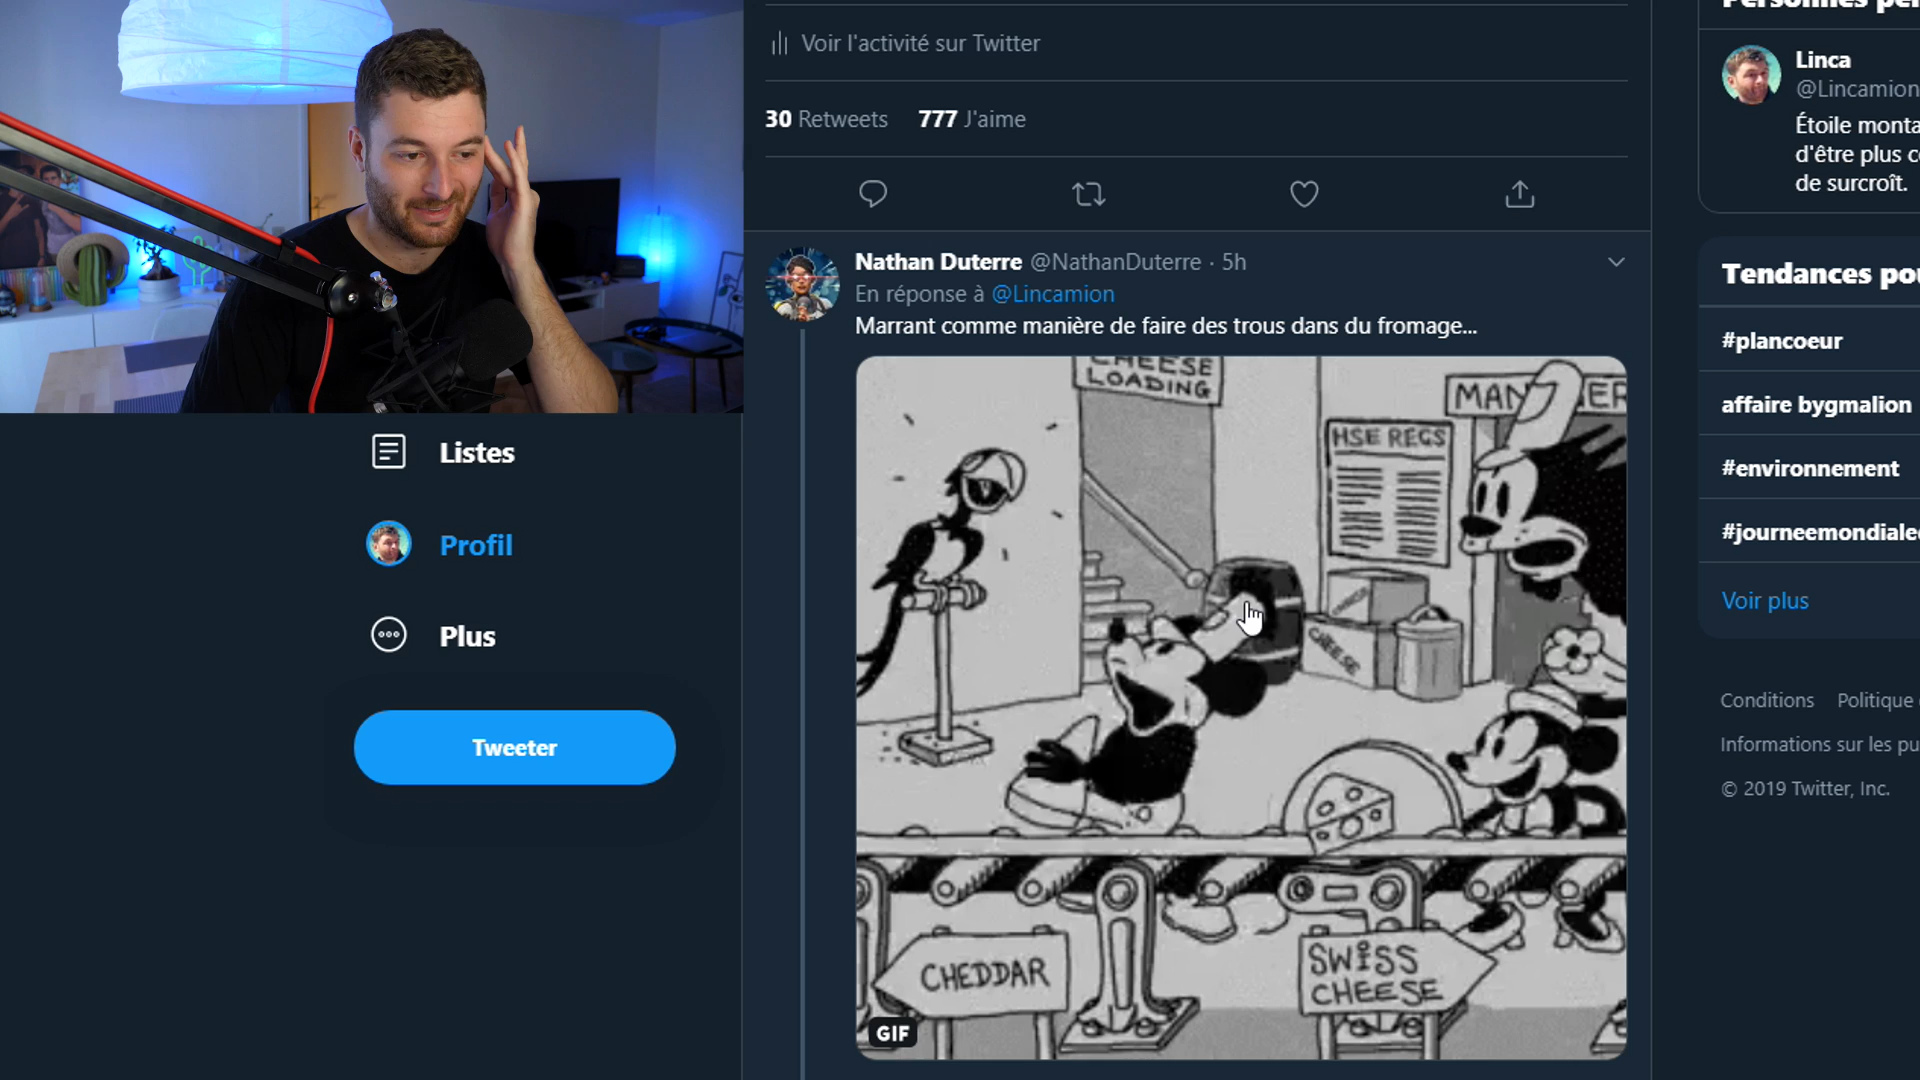 Voir l'activité sur Twitter
30 Retweets 777 J'aime
Nathan Duterre @NathanDuterre · 5h
En réponse à @Lincamion
Marrant comme manière de faire des trous dans du fromage...
CHEESE
LOADING
HSE REGS
CHEESE
CHEDDAR
SWISS
CHEESE
GIF
Listes
Profil
Plus
Tweeter
Linca
@Lincamion
Étoile monta
d'être plus c
de surcroît.
Tendances pou
#plancoeur
affaire bygmalion
#environnement
#journeemondiale
Voir plus
Conditions Politique
Informations sur les pu
© 2019 Twitter, Inc.